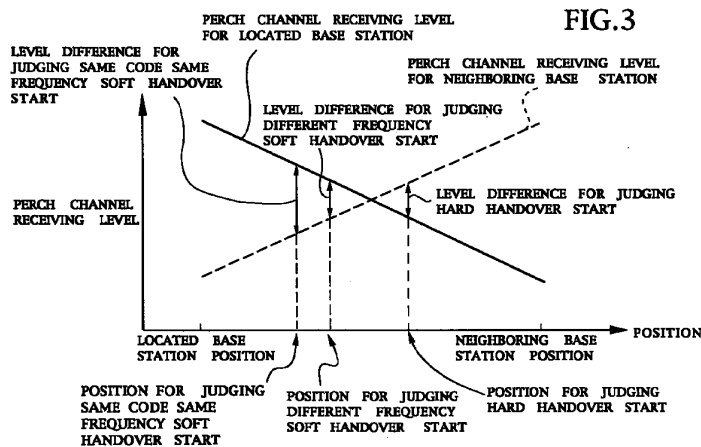 FIG.3
PERCH CHANNEL RECEIVING LEVEL
FOR LOCATED BASE STATION
LEVEL DIFFERENCE FOR
JUDGING SAME CODE SAME
FREQUENCY SOFT HANDOVER
START
PERCH CHANNEL RECEIVING LEVEL
FOR NEIGHBORING BASE STATION
LEVEL DIFFERENCE FOR JUDGING
DIFFERENT FREQUENCY
SOFT HANDOVER START
PERCH CHANNEL
RECEIVING LEVEL
LEVEL DIFFERENCE FOR JUDGING
HARD HANDOVER START
POSITION
LOCATED BASE
STATION POSITION
NEIGHBORING BASE
STATION POSITION
POSITION FOR JUDGING
SAME CODE SAME
FREQUENCY SOFT
HANDOVER START
POSITION FOR JUDGING
DIFFERENT FREQUENCY
SOFT HANDOVER START
POSITION FOR JUDGING
HARD HANDOVER START